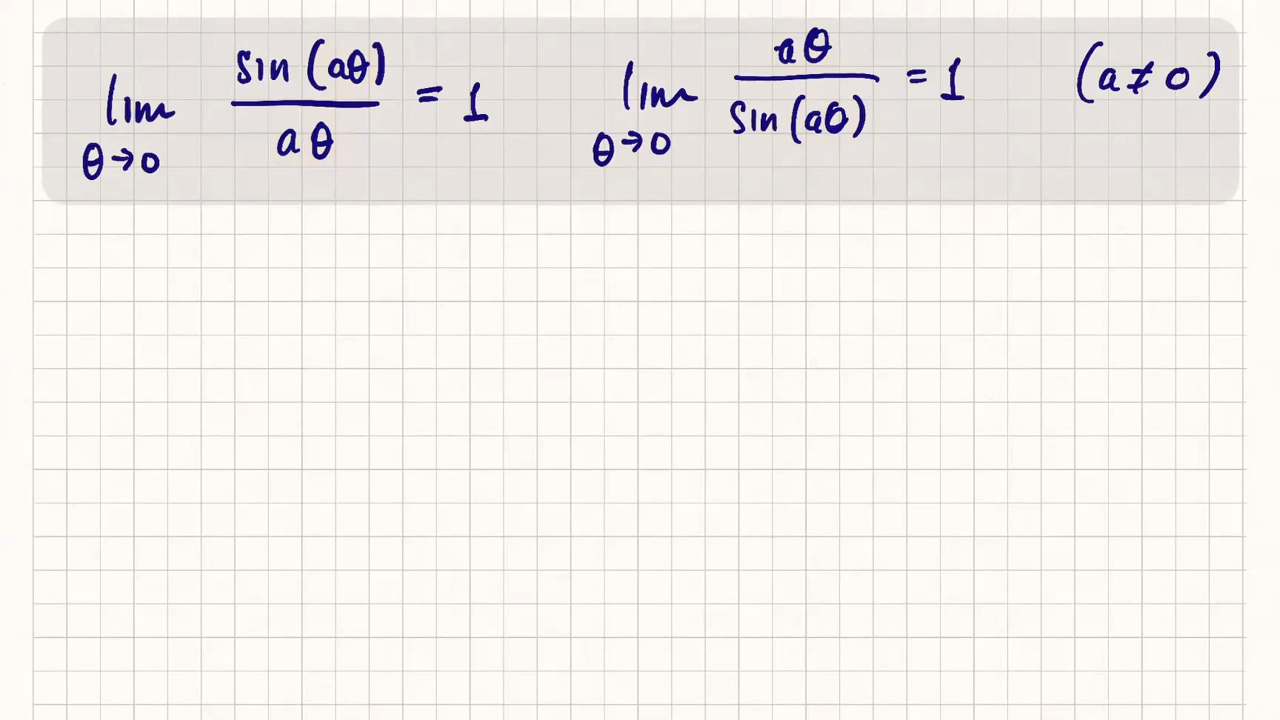 lim θ→0 sin (aθ) / aθ = 1 lim θ→0 aθ / sin (aθ) = 1 (a ≠ 0)